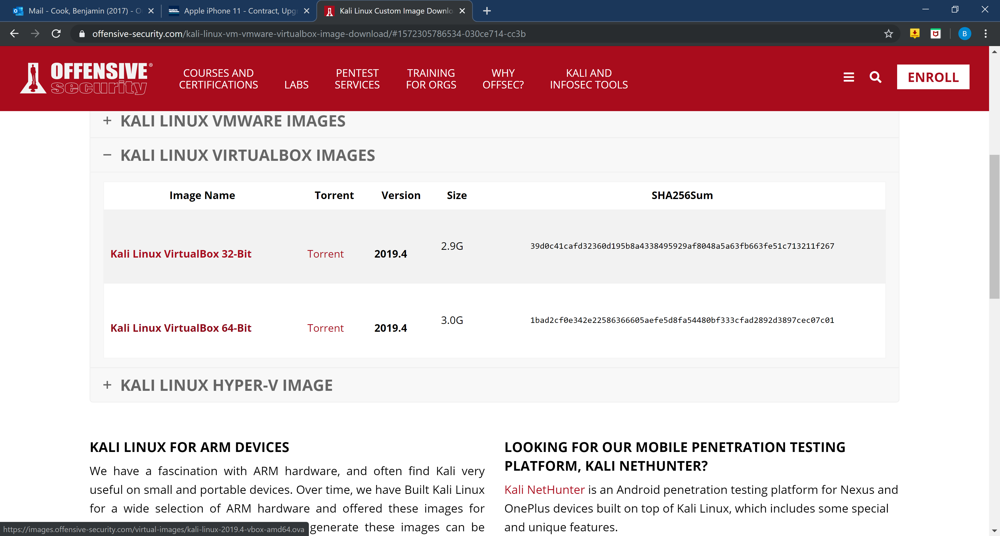 Mail - Cook, Benjamin (2017) - O
Apple iPhone 11 - Contract, Upg
Kali Linux Custom Image Downlo
offensive-security.com/kali-linux-vm-vmware-virtualbox-image-download/#1572305786534-030ce714-cc3b
B
OFFENSIVE®
security
COURSES AND
CERTIFICATIONS
LABS
PENTEST
SERVICES
TRAINING
FOR ORGS
WHY
OFFSEC?
KALI AND
INFOSEC TOOLS
ENROLL
+ KALI LINUX VMWARE IMAGES
− KALI LINUX VIRTUALBOX IMAGES
Image Name Torrent Version Size SHA256Sum
Kali Linux VirtualBox 32-Bit Torrent 2019.4 2.9G 39d0c41cafd32360d195b8a4338495929af8048a5a63fb663fe51c713211f267
Kali Linux VirtualBox 64-Bit Torrent 2019.4 3.0G 1bad2cf0e342e22586366605aefe5d8fa54480bf333cfad2892d3897cec07c01
+ KALI LINUX HYPER-V IMAGE
KALI LINUX FOR ARM DEVICES
We have a fascination with ARM hardware, and often find Kali very
useful on small and portable devices. Over time, we have Built Kali Linux
for a wide selection of ARM hardware and offered these images for
generate these images can be
LOOKING FOR OUR MOBILE PENETRATION TESTING
PLATFORM, KALI NETHUNTER?
Kali NetHunter is an Android penetration testing platform for Nexus and
OnePlus devices built on top of Kali Linux, which includes some special
and unique features.
https://images.offensive-security.com/virtual-images/kali-linux-2019.4-vbox-amd64.ova